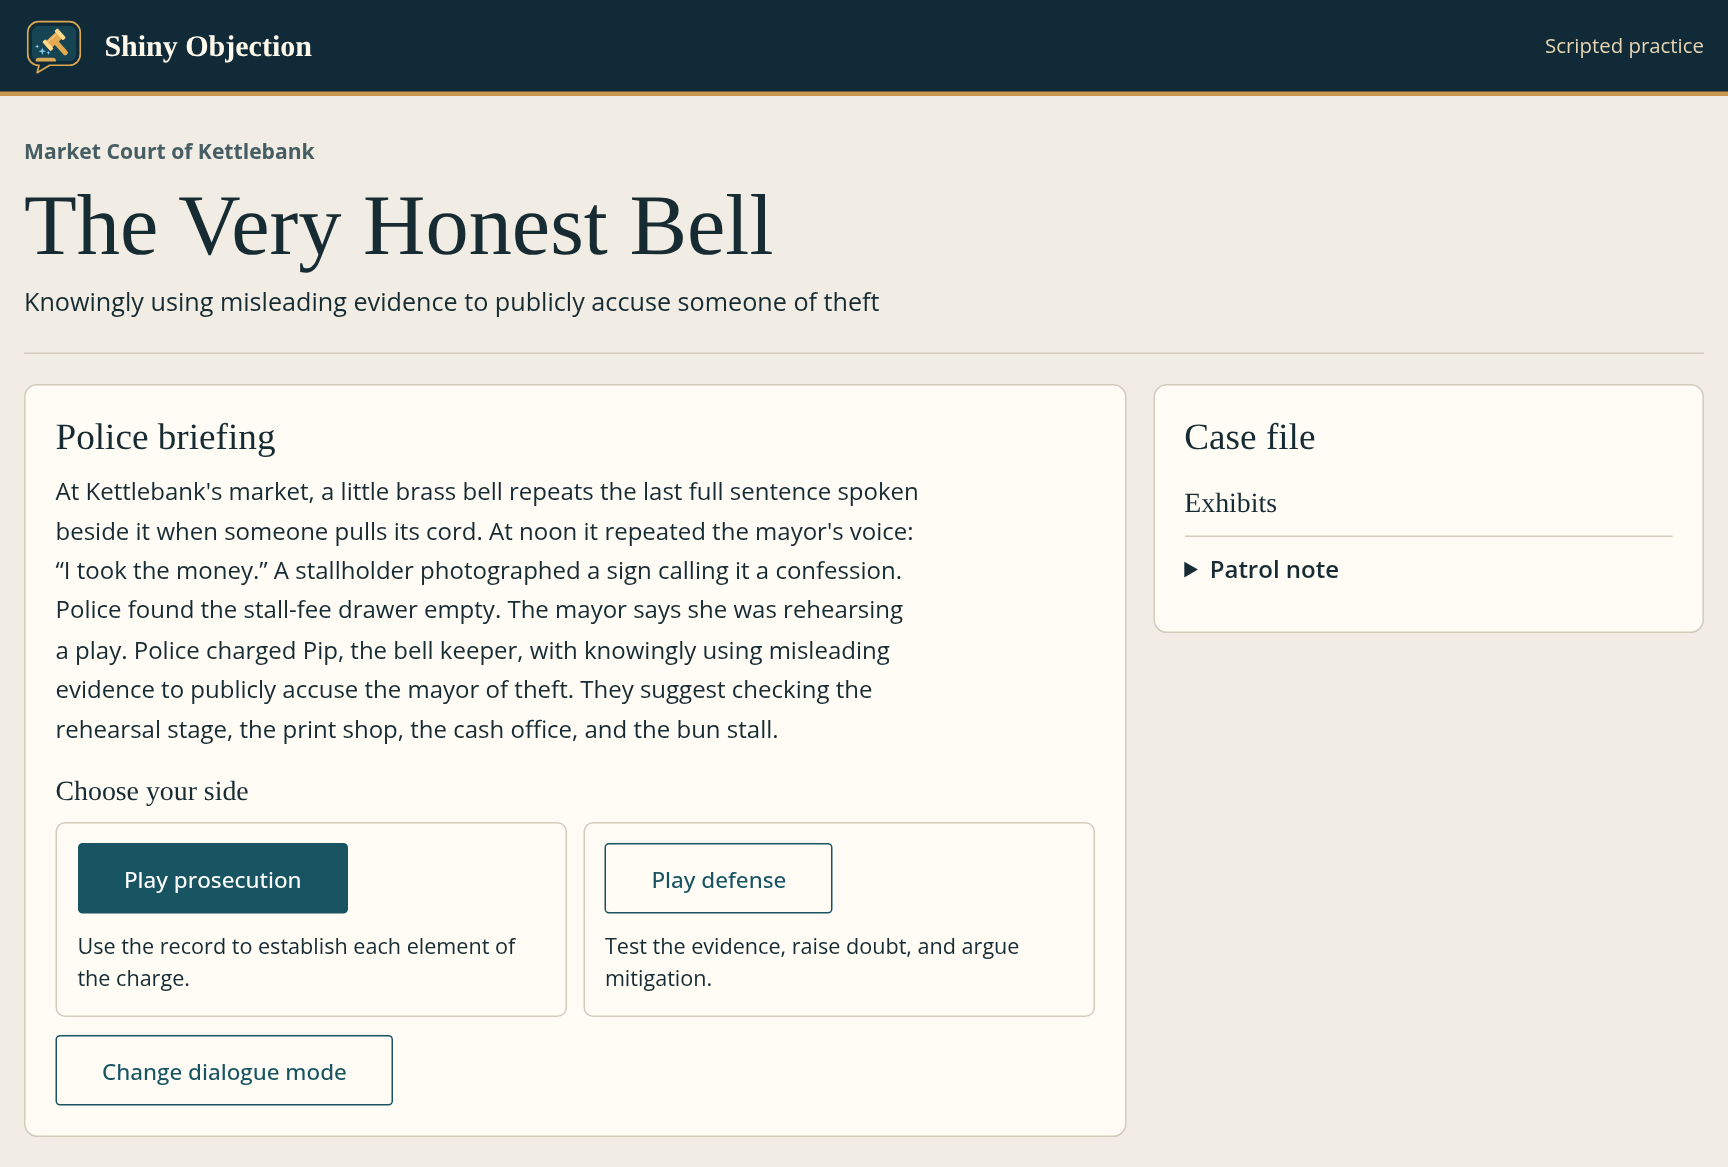 Shiny Objection
Scripted practice
Market Court of Kettlebank
The Very Honest Bell
Knowingly using misleading evidence to publicly accuse someone of theft
Police briefing
At Kettlebank's market, a little brass bell repeats the last full sentence spoken
beside it when someone pulls its cord. At noon it repeated the mayor's voice:
“I took the money.” A stallholder photographed a sign calling it a confession.
Police found the stall-fee drawer empty. The mayor says she was rehearsing
a play. Police charged Pip, the bell keeper, with knowingly using misleading
evidence to publicly accuse the mayor of theft. They suggest checking the
rehearsal stage, the print shop, the cash office, and the bun stall.
Choose your side
Play prosecution
Use the record to establish each element of
the charge.
Play defense
Test the evidence, raise doubt, and argue
mitigation.
Change dialogue mode
Case file
Exhibits
Patrol note